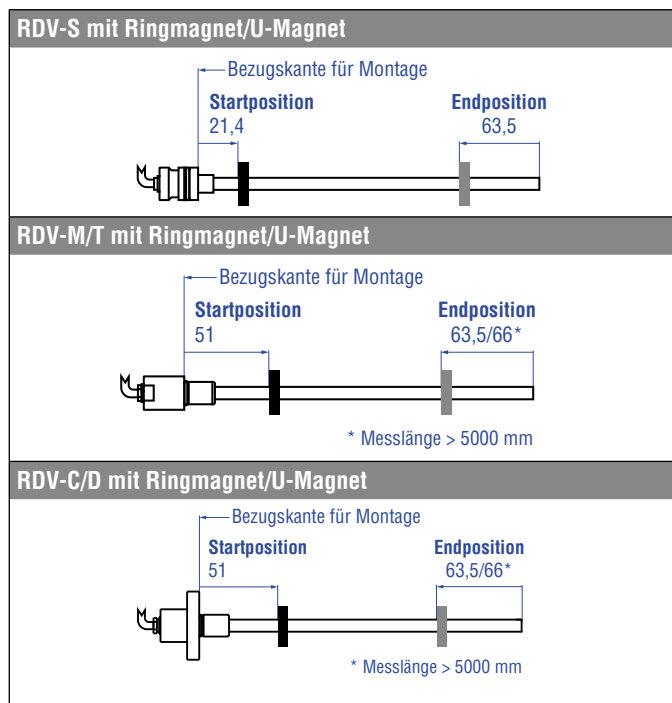 RDV-S mit Ringmagnet/U-Magnet
Bezugskante für Montage
Startposition
21,4
Endposition
63,5
RDV-M/T mit Ringmagnet/U-Magnet
Bezugskante für Montage
Startposition
51
Endposition
63,5/66*
* Messlänge > 5000 mm
RDV-C/D mit Ringmagnet/U-Magnet
Bezugskante für Montage
Startposition
51
Endposition
63,5/66*
* Messlänge > 5000 mm